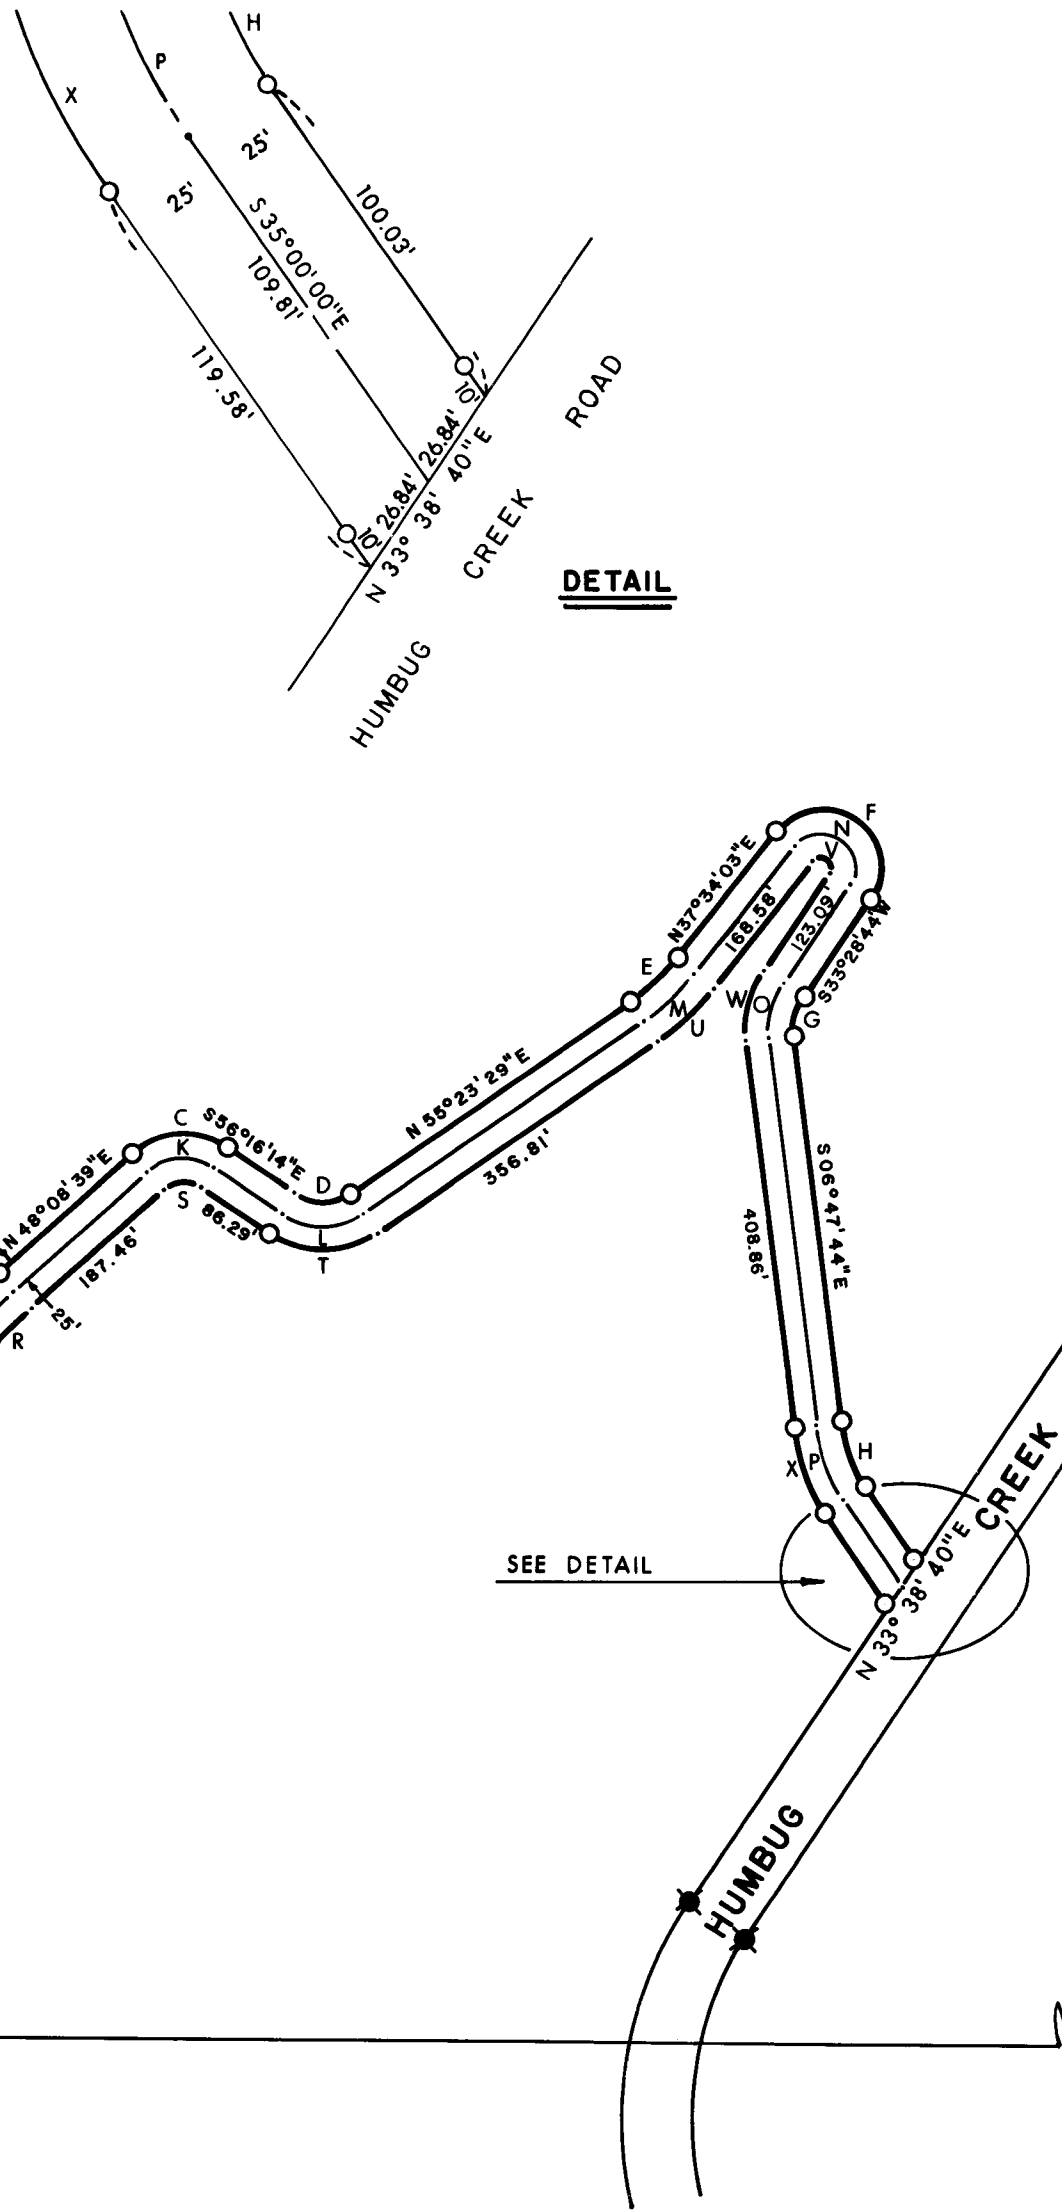 H
P
X
25'
25'
100.03'
S 35°00'00"E
109.81'
119.58'
10'
26.84'
26.84'
10'
N 33° 38' 40" E
HUMBUG CREEK ROAD
DETAIL
F
N
V
N37°34'03"E
168.58'
123.09'
S33°28'44"W
E
M
U
W
O
G
N 55°23'29"E
356.81'
C
K
S
S56°16'14"E
86.29'
D
L
T
N 48°08'39"E
187.46'
25'
R
408.86'
S 06°47'44"E
X
P
H
SEE DETAIL
N 33° 38' 40"E
HUMBUG CREEK